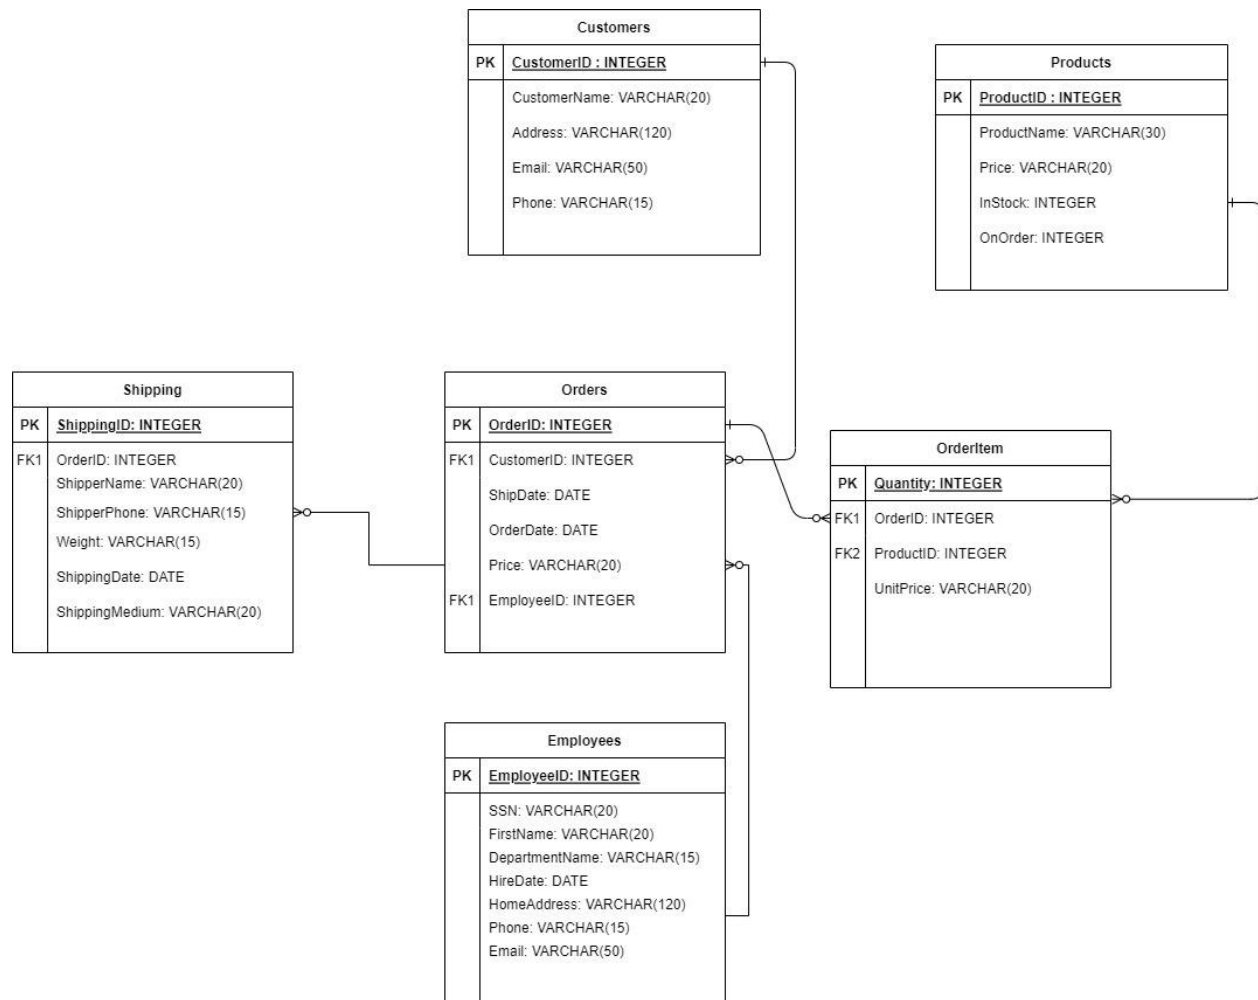 Customers
PK CustomerID : INTEGER
CustomerName: VARCHAR(20)
Address: VARCHAR(120)
Email: VARCHAR(50)
Phone: VARCHAR(15)
Products
PK ProductID : INTEGER
ProductName: VARCHAR(30)
Price: VARCHAR(20)
InStock: INTEGER
OnOrder: INTEGER
Shipping
PK ShippingID: INTEGER
FK1 OrderID: INTEGER
ShipperName: VARCHAR(20)
ShipperPhone: VARCHAR(15)
Weight: VARCHAR(15)
ShippingDate: DATE
ShippingMedium: VARCHAR(20)
Orders
PK OrderID: INTEGER
FK1 CustomerID: INTEGER
ShipDate: DATE
OrderDate: DATE
Price: VARCHAR(20)
FK1 EmployeeID: INTEGER
OrderItem
PK Quantity: INTEGER
FK1 OrderID: INTEGER
FK2 ProductID: INTEGER
UnitPrice: VARCHAR(20)
Employees
PK EmployeeID: INTEGER
SSN: VARCHAR(20)
FirstName: VARCHAR(20)
DepartmentName: VARCHAR(15)
HireDate: DATE
HomeAddress: VARCHAR(120)
Phone: VARCHAR(15)
Email: VARCHAR(50)